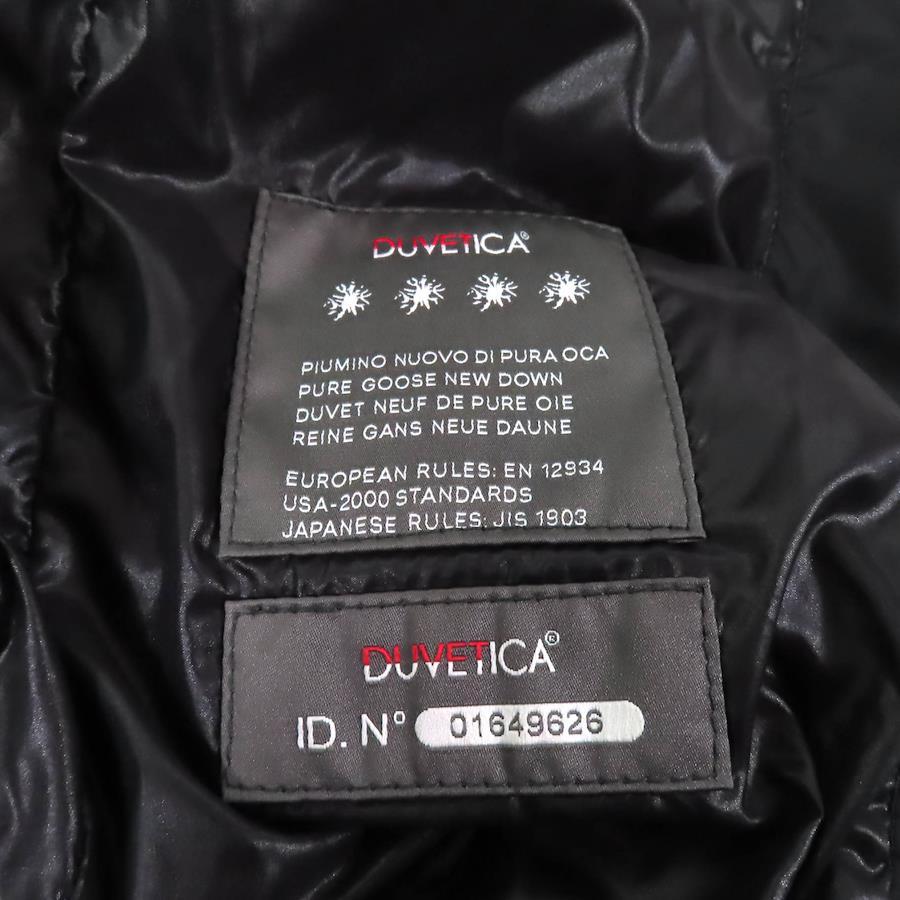 DUVETICA®
PIUMINO NUOVO DI PURA OCA
PURE GOOSE NEW DOWN
DUVET NEUF DE PURE OIE
REINE GANS NEUE DAUNE
EUROPEAN RULES: EN 12934
USA-2000 STANDARDS
JAPANESE RULES: JIS 1903
DUVETICA®
ID. N° 01649626